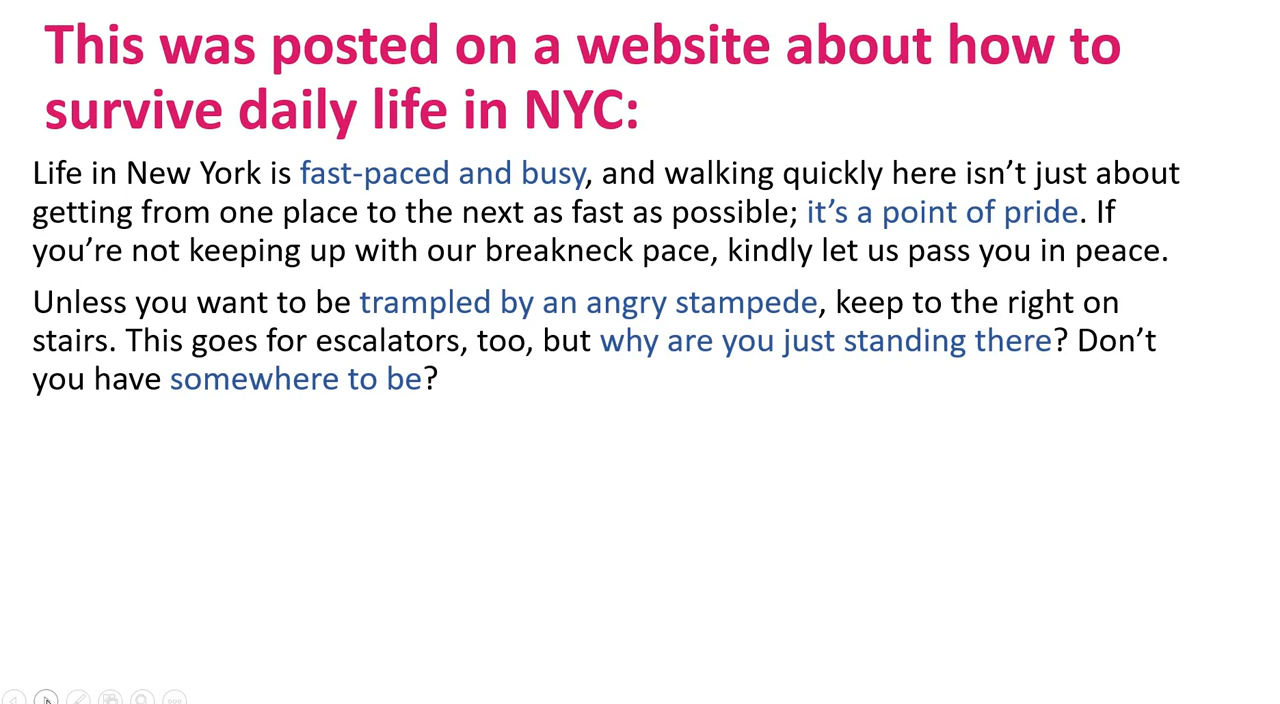 This was posted on a website about how to
survive daily life in NYC:
Life in New York is fast-paced and busy, and walking quickly here isn’t just about
getting from one place to the next as fast as possible; it’s a point of pride. If
you’re not keeping up with our breakneck pace, kindly let us pass you in peace.
Unless you want to be trampled by an angry stampede, keep to the right on
stairs. This goes for escalators, too, but why are you just standing there? Don’t
you have somewhere to be?